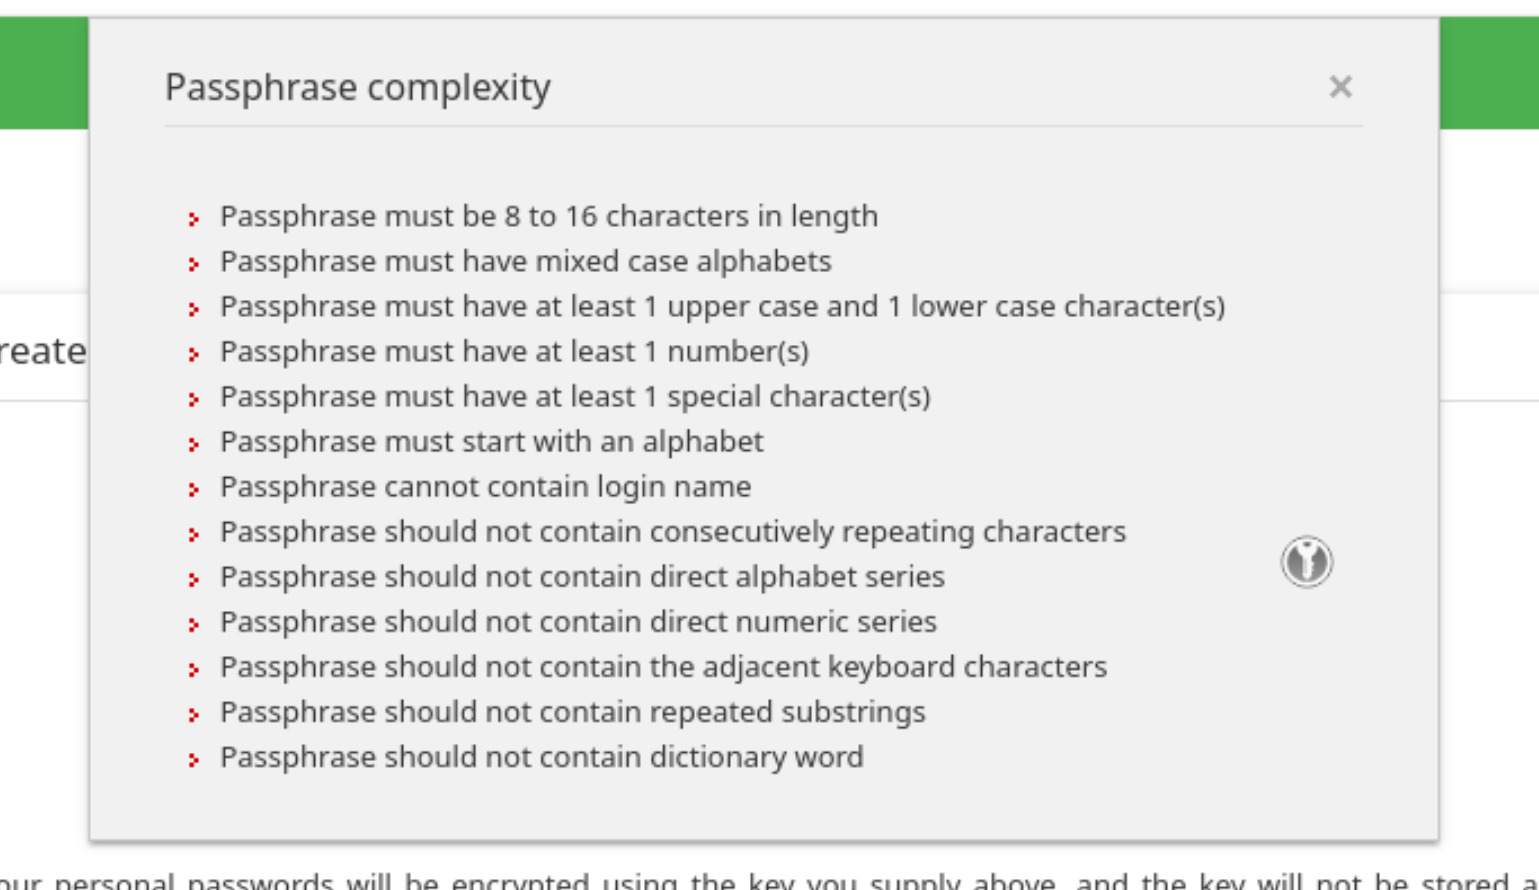 Passphrase complexity ×
Passphrase must be 8 to 16 characters in length
Passphrase must have mixed case alphabets
Passphrase must have at least 1 upper case and 1 lower case character(s)
reate
Passphrase must have at least 1 number(s)
Passphrase must have at least 1 special character(s)
Passphrase must start with an alphabet
Passphrase cannot contain login name
Passphrase should not contain consecutively repeating characters
Passphrase should not contain direct alphabet series
Passphrase should not contain direct numeric series
Passphrase should not contain the adjacent keyboard characters
Passphrase should not contain repeated substrings
Passphrase should not contain dictionary word
our personal passwords will be encrypted using the key you supply above, and the key will not be stored a